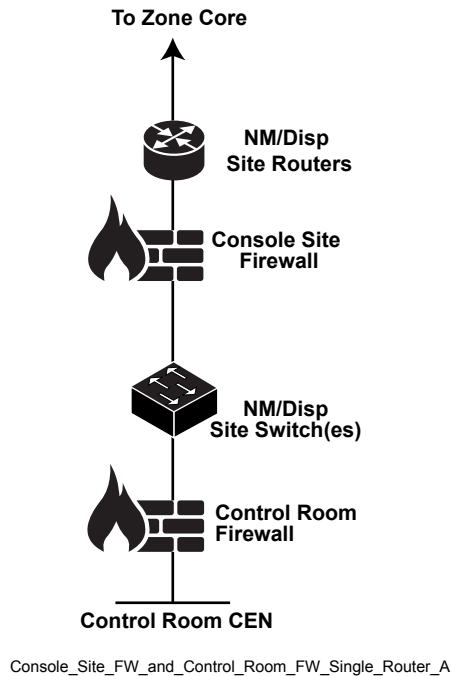 To Zone Core
NM/Disp
Site Routers
Console Site
Firewall
NM/Disp
Site Switch(es)
Control Room
Firewall
Control Room CEN
Console_Site_FW_and_Control_Room_FW_Single_Router_A